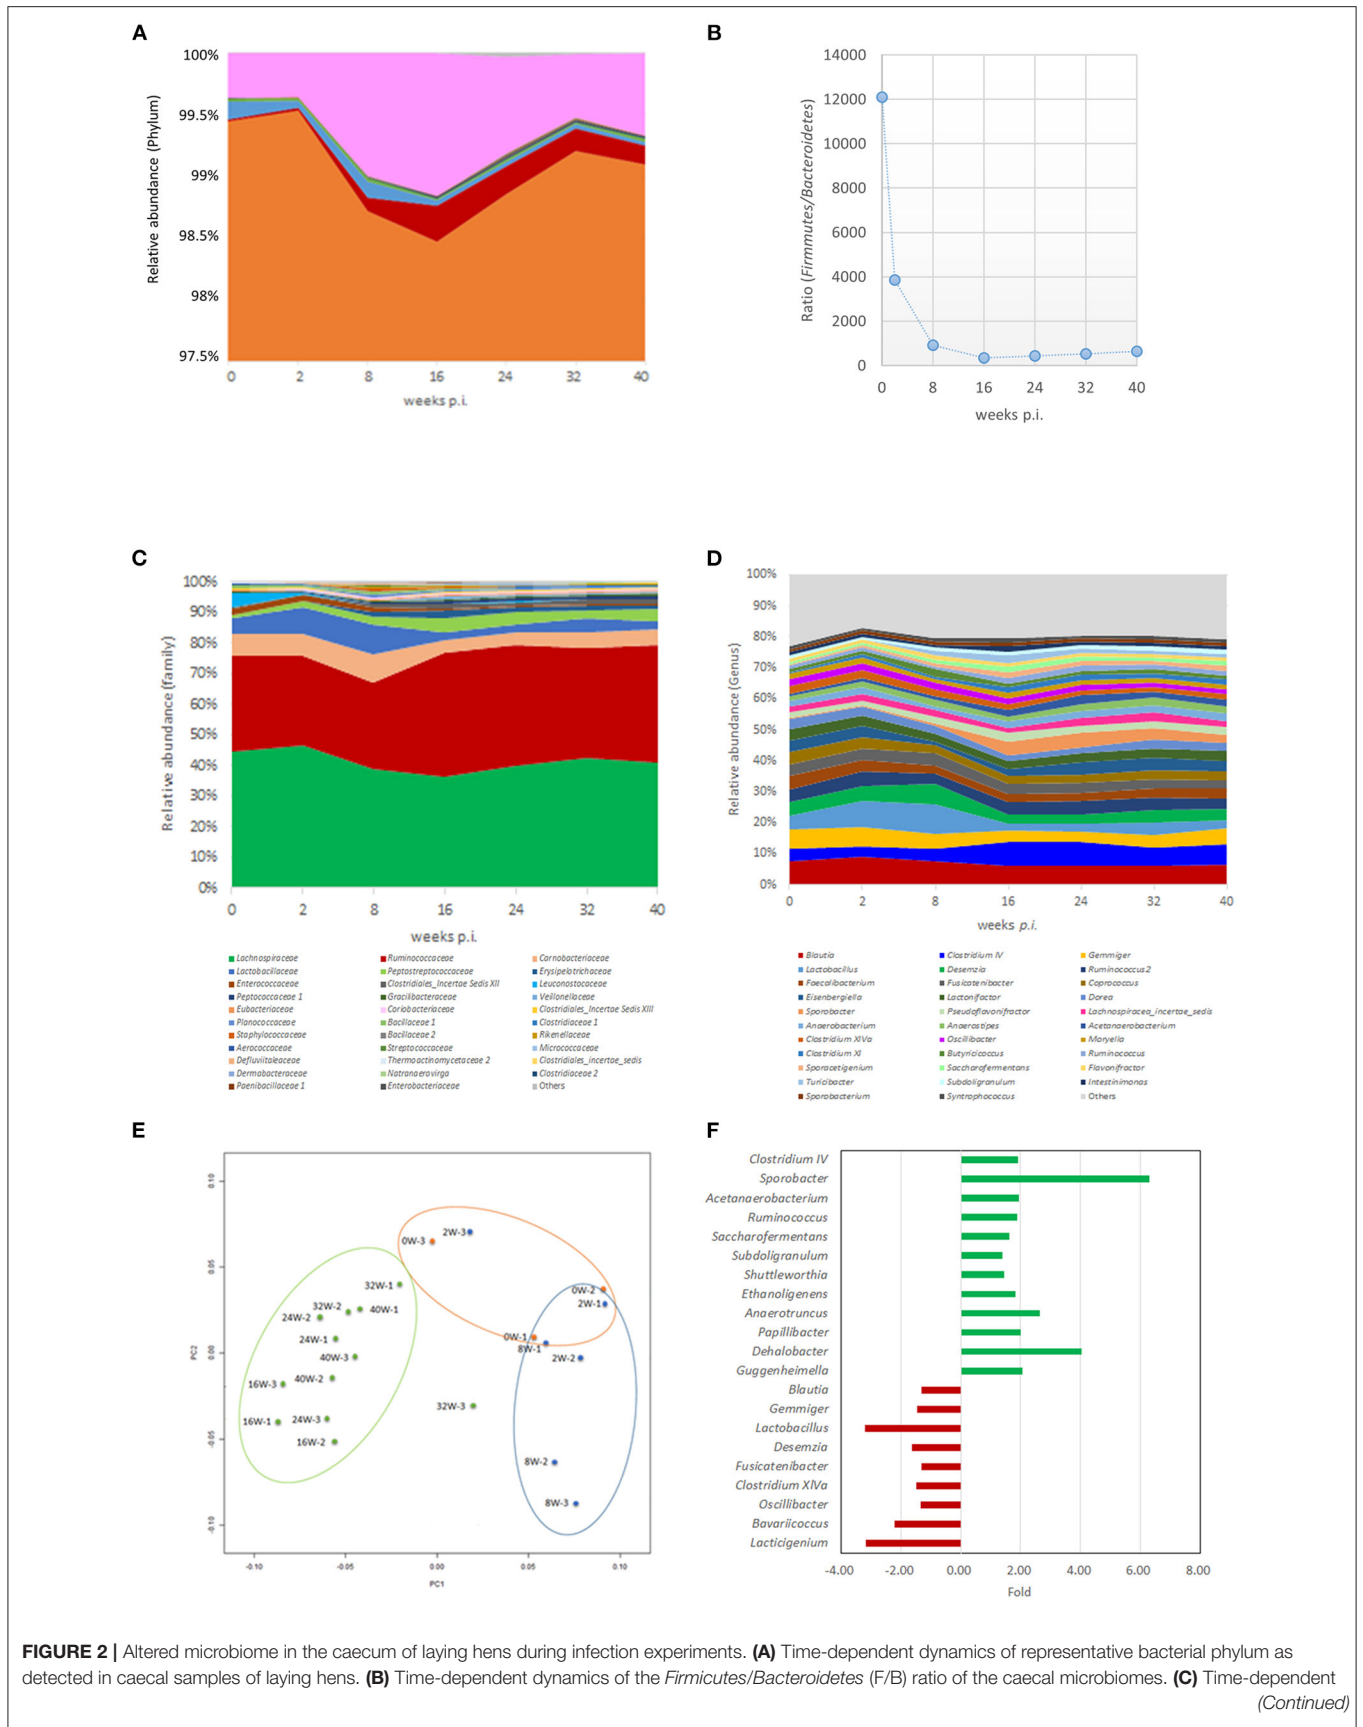 A
100%
99.5%
99%
98.5%
98%
97.5%
Relative abundance (Phylum)
0 2 8 16 24 32 40
weeks p.i.
B
14000
12000
10000
8000
6000
4000
2000
0
Ratio (Firmmutes/Bacteroidetes)
0 8 16 24 32 40
weeks p.i.
C
100%
90%
80%
70%
60%
50%
40%
30%
20%
10%
0%
Relative abundance (family)
0 2 8 16 24 32 40
weeks p.i.
Lachnospiraceae Ruminococcaceae Carnobacteriaceae
Lactobacillaceae Peptostreptococcaceae Erysipelotrichaceae
Enterococcaceae Clostridiales_Incertae Sedis XII Leuconostocaceae
Peptococcaceae 1 Gracilibacteraceae Veillonellaceae
Eubacteriaceae Coriobacteriaceae Clostridiales_Incertae Sedis XIII
Planococcaceae Bacillaceae 1 Clostridiaceae 1
Staphylococcaceae Bacillaceae 2 Rikenellaceae
Aerococcaceae Streptococcaceae Micrococcaceae
Defluviitaleaceae Thermoactinomycetaceae 2 Clostridiales_incertae_sedis
Dermabacteraceae Natranaerovirga Clostridiaceae 2
Paenibacillaceae 1 Enterobacteriaceae Others
D
100%
90%
80%
70%
60%
50%
40%
30%
20%
10%
0%
Relative abundance (Genus)
0 2 8 16 24 32 40
weeks p.i.
Blautia Clostridium IV Gemmiger
Lactobacillus Desemzia Ruminococcus2
Faecalibacterium Fusicatenibacter Coprococcus
Eisenbergiella Lactonifactor Dorea
Sporobacter Pseudoflavonifractor Lachnospiracea_incertae_sedis
Anaerobacterium Anaerostipes Acetanaerobacterium
Clostridium XlVa Oscillibacter Moryella
Clostridium XI Butyricicoccus Ruminococcus
Sporacetigenium Saccharofermentans Flavonifractor
Turicibacter Subdoligranulum Intestinimonas
Sporobacterium Syntrophococcus Others
E
0.10
0.05
0.00
-0.05
-0.10
PC2
2W-3
0W-3
32W-1
0W-2
2W-1
32W-2
40W-1
24W-2
24W-1
0W-1
8W-1
40W-3
2W-2
40W-2
16W-3
32W-3
24W-3
16W-1
16W-2
8W-2
8W-3
-0.10 -0.05 0.00 0.05 0.10
PC1
F
Clostridium IV
Sporobacter
Acetanaerobacterium
Ruminococcus
Saccharofermentans
Subdoligranulum
Shuttleworthia
Ethanoligenens
Anaerotruncus
Papillibacter
Dehalobacter
Guggenheimella
Blautia
Gemmiger
Lactobacillus
Desemzia
Fusicatenibacter
Clostridium XlVa
Oscillibacter
Bavariicoccus
Lacticigenium
-4.00 -2.00 0.00 2.00 4.00 6.00 8.00
Fold
FIGURE 2 | Altered microbiome in the caecum of laying hens during infection experiments. (A) Time-dependent dynamics of representative bacterial phylum as
detected in caecal samples of laying hens. (B) Time-dependent dynamics of the Firmicutes/Bacteroidetes (F/B) ratio of the caecal microbiomes. (C) Time-dependent
(Continued)